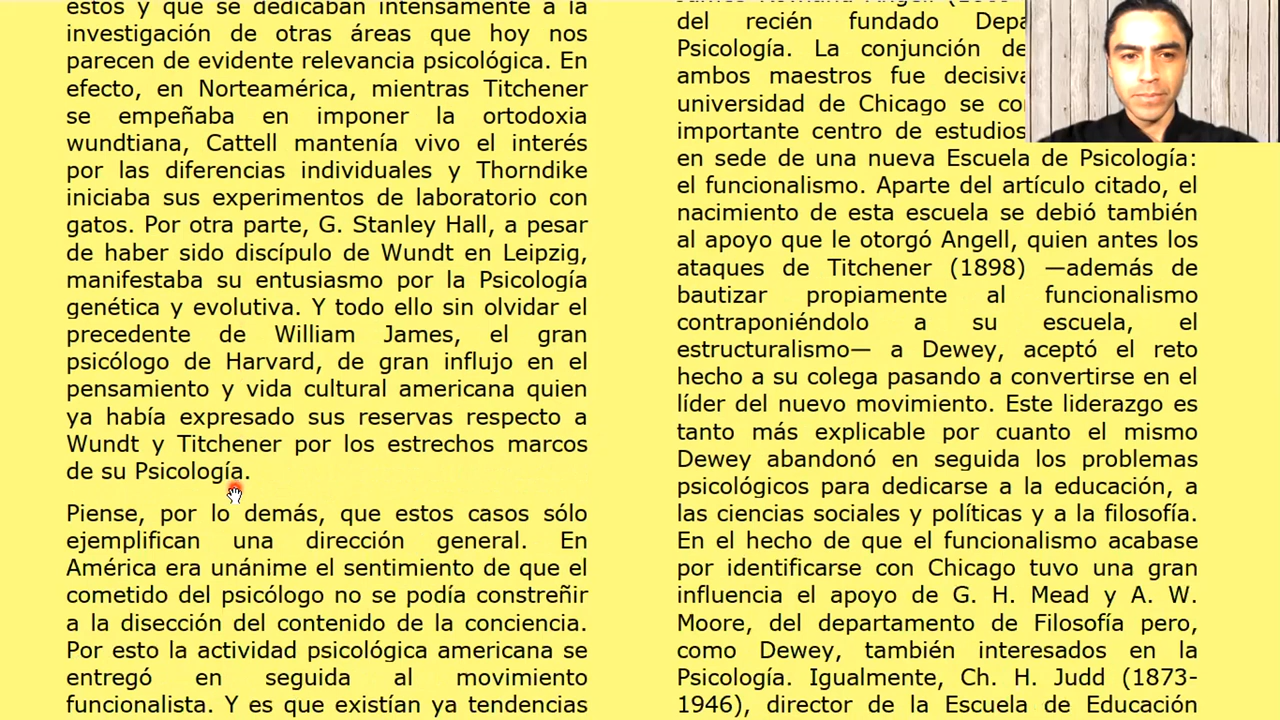 estos y que se dedicaban intensamente a la
investigación de otras áreas que hoy nos
parecen de evidente relevancia psicológica. En
efecto, en Norteamérica, mientras Titchener
se empeñaba en imponer la ortodoxia
wundtiana, Cattell mantenía vivo el interés
por las diferencias individuales y Thorndike
iniciaba sus experimentos de laboratorio con
gatos. Por otra parte, G. Stanley Hall, a pesar
de haber sido discípulo de Wundt en Leipzig,
manifestaba su entusiasmo por la Psicología
genética y evolutiva. Y todo ello sin olvidar el
precedente de William James, el gran
psicólogo de Harvard, de gran influjo en el
pensamiento y vida cultural americana quien
ya había expresado sus reservas respecto a
Wundt y Titchener por los estrechos marcos
de su Psicología.
Piense, por lo demás, que estos casos sólo
ejemplifican una dirección general. En
América era unánime el sentimiento de que el
cometido del psicólogo no se podía constreñir
a la disección del contenido de la conciencia.
Por esto la actividad psicológica americana se
entregó en seguida al movimiento
funcionalista. Y es que existían ya tendencias
del recién fundado Depa
Psicología. La conjunción de
ambos maestros fue decisiva
universidad de Chicago se co
importante centro de estudios
en sede de una nueva Escuela de Psicología:
el funcionalismo. Aparte del artículo citado, el
nacimiento de esta escuela se debió también
al apoyo que le otorgó Angell, quien antes los
ataques de Titchener (1898) —además de
bautizar propiamente al funcionalismo
contraponiéndolo a su escuela, el
estructuralismo— a Dewey, aceptó el reto
hecho a su colega pasando a convertirse en el
líder del nuevo movimiento. Este liderazgo es
tanto más explicable por cuanto el mismo
Dewey abandonó en seguida los problemas
psicológicos para dedicarse a la educación, a
las ciencias sociales y políticas y a la filosofía.
En el hecho de que el funcionalismo acabase
por identificarse con Chicago tuvo una gran
influencia el apoyo de G. H. Mead y A. W.
Moore, del departamento de Filosofía pero,
como Dewey, también interesados en la
Psicología. Igualmente, Ch. H. Judd (1873-
1946), director de la Escuela de Educación